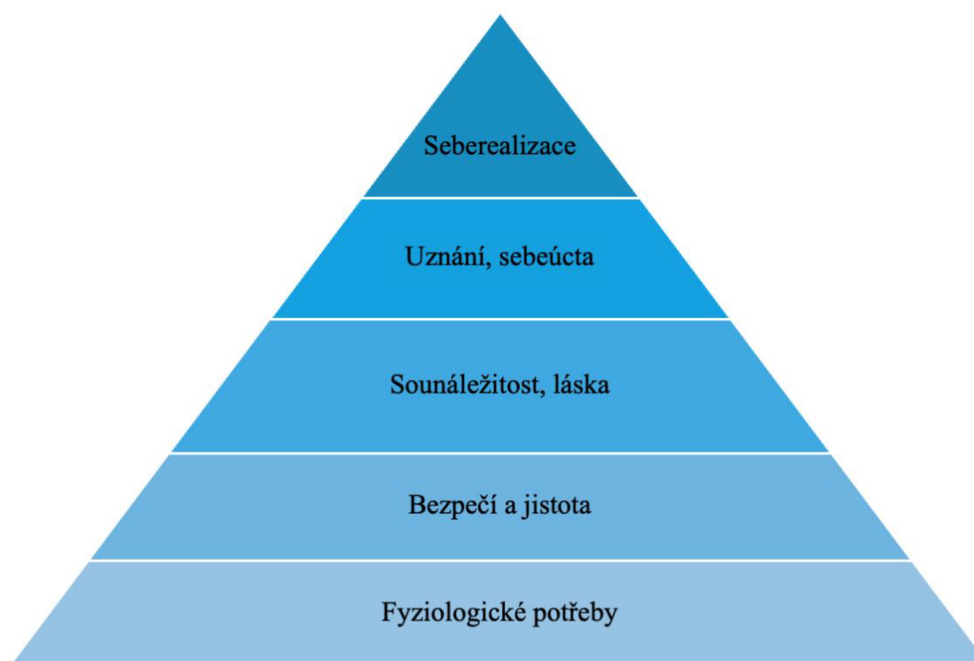 Seberealizace
Uznání, sebeúcta
Sounáležitost, láska
Bezpečí a jistota
Fyziologické potřeby